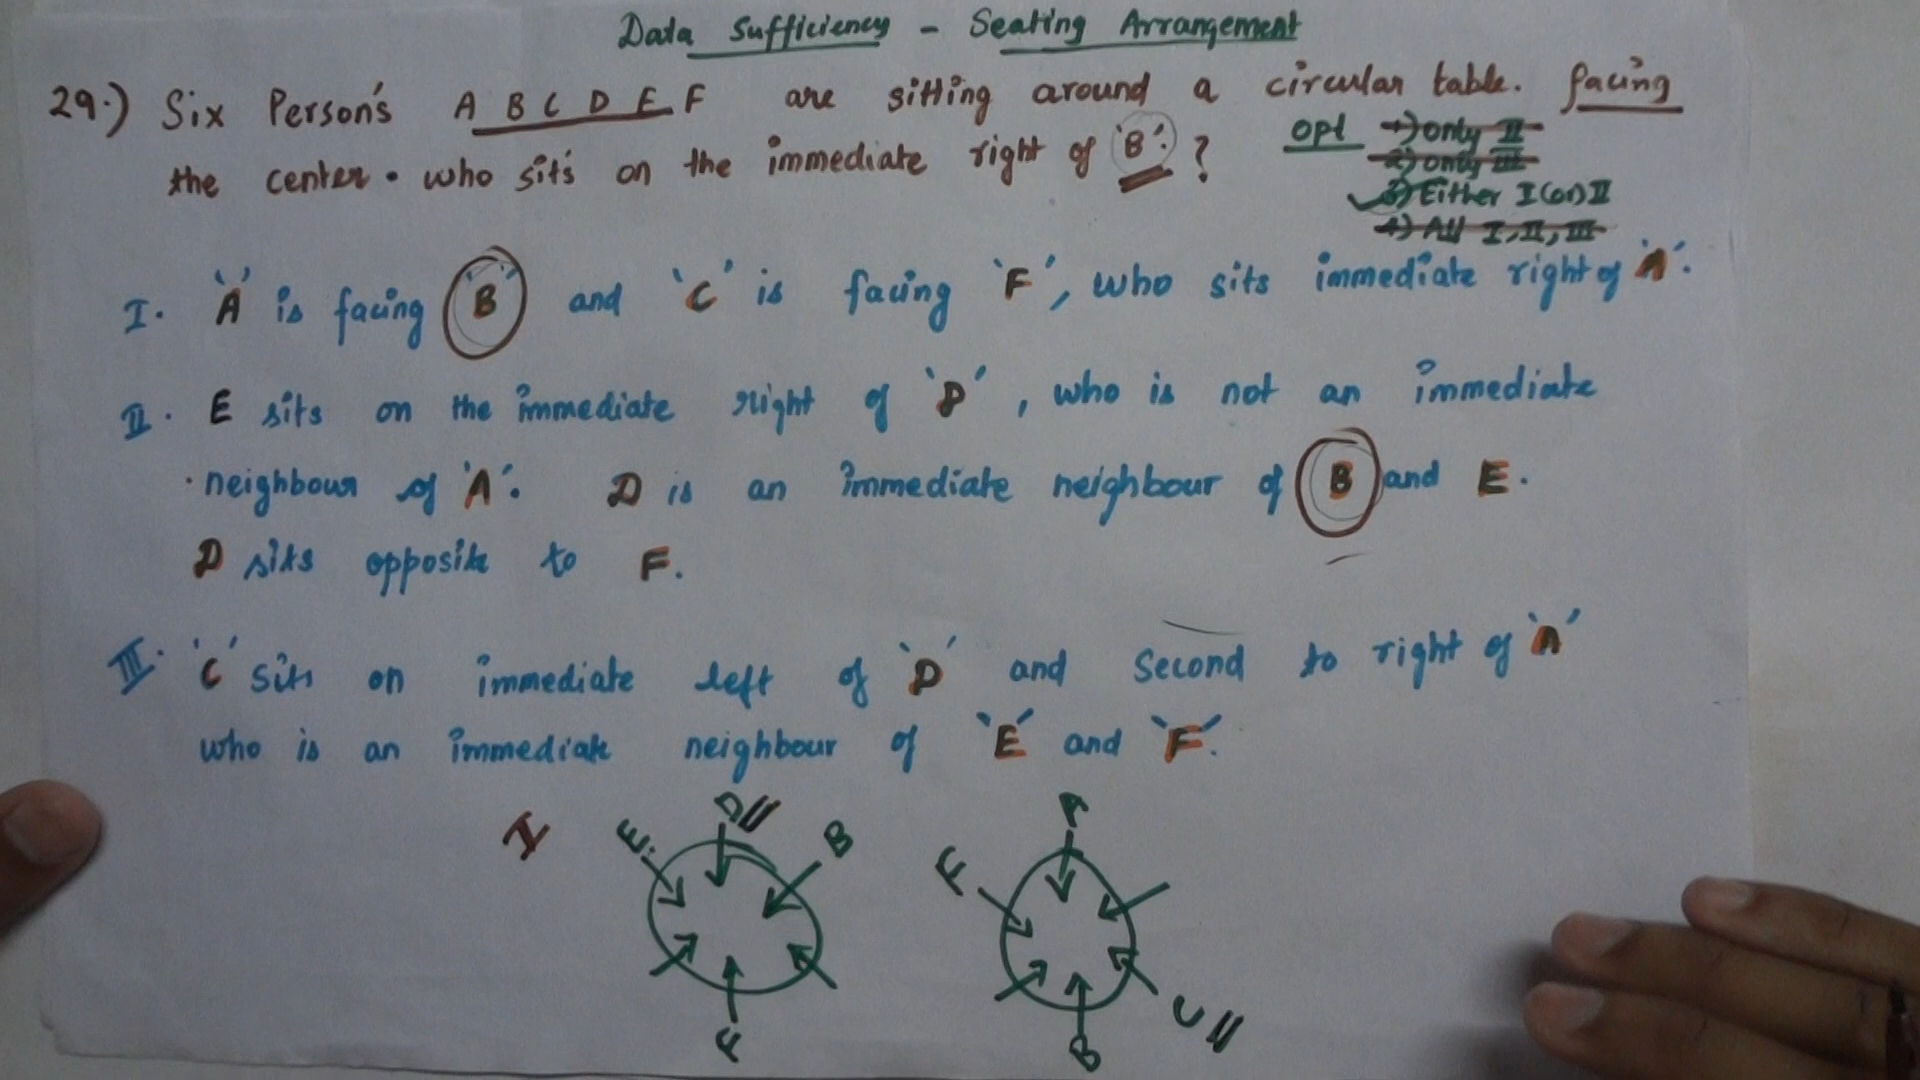 Data Sufficiency - Seating Arrangement
29.) Six Person's A B C D E F are sitting around a circular table. facing
the center. who sits on the immediate right of 'B'. ?
opt 1) only II
2) only III
3) Either I (or) II
4) All I, II, III
I. 'A' is facing 'B' and 'C' is facing 'F', who sits immediate right of 'A'.
II. E sits on the immediate right of 'D', who is not an immediate
neighbour of 'A'. D is an immediate neighbour of B and E.
D sits opposite to F.
III. 'C' sits on immediate left of 'D' and Second to right of 'A'
who is an immediate neighbour of 'E' and 'F'.
I
E D B
F
A
F
C
B